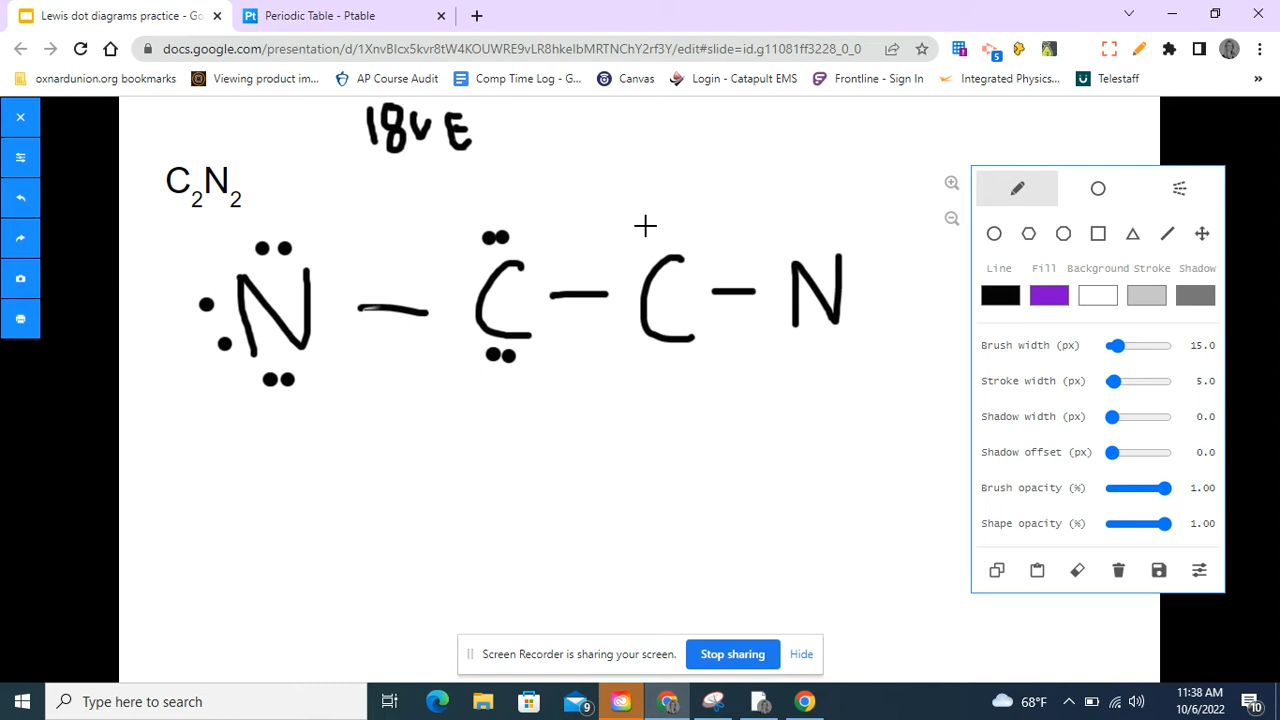 Lewis dot diagrams practice - Go
Periodic Table - Ptable
docs.google.com/presentation/d/1XnvBlcx5kvr8tW4KOUWRE9vLR8hkelbMRTNChY2rf3Y/edit#slide=id.g11081ff3228_0_0
5
oxnardunion.org bookmarks
Viewing product im...
AP Course Audit
Comp Time Log - G...
Canvas
Login - Catapult EMS
Frontline - Sign In
Integrated Physics...
Telestaff
»
18 V E
C2N2
N - C - C - N
Line
Fill
Background
Stroke
Shadow
Brush width (px) 15.0
Stroke width (px) 5.0
Shadow width (px) 0.0
Shadow offset (px) 0.0
Brush opacity (%) 1.00
Shape opacity (%) 1.00
Screen Recorder is sharing your screen. Stop sharing Hide
Type here to search
9
68°F
11:38 AM
10/6/2022
10